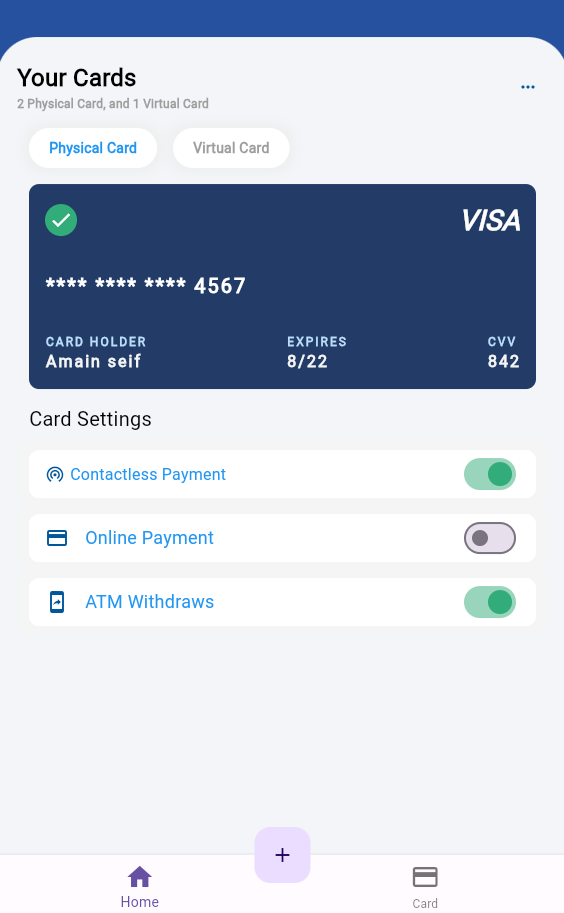 Your Cards
2 Physical Card, and 1 Virtual Card
Physical Card Virtual Card
VISA
**** **** **** 4567
CARD HOLDER EXPIRES CVV
Amain seif 8/22 842
Card Settings
Contactless Payment
Online Payment
ATM Withdraws
+
Home Card